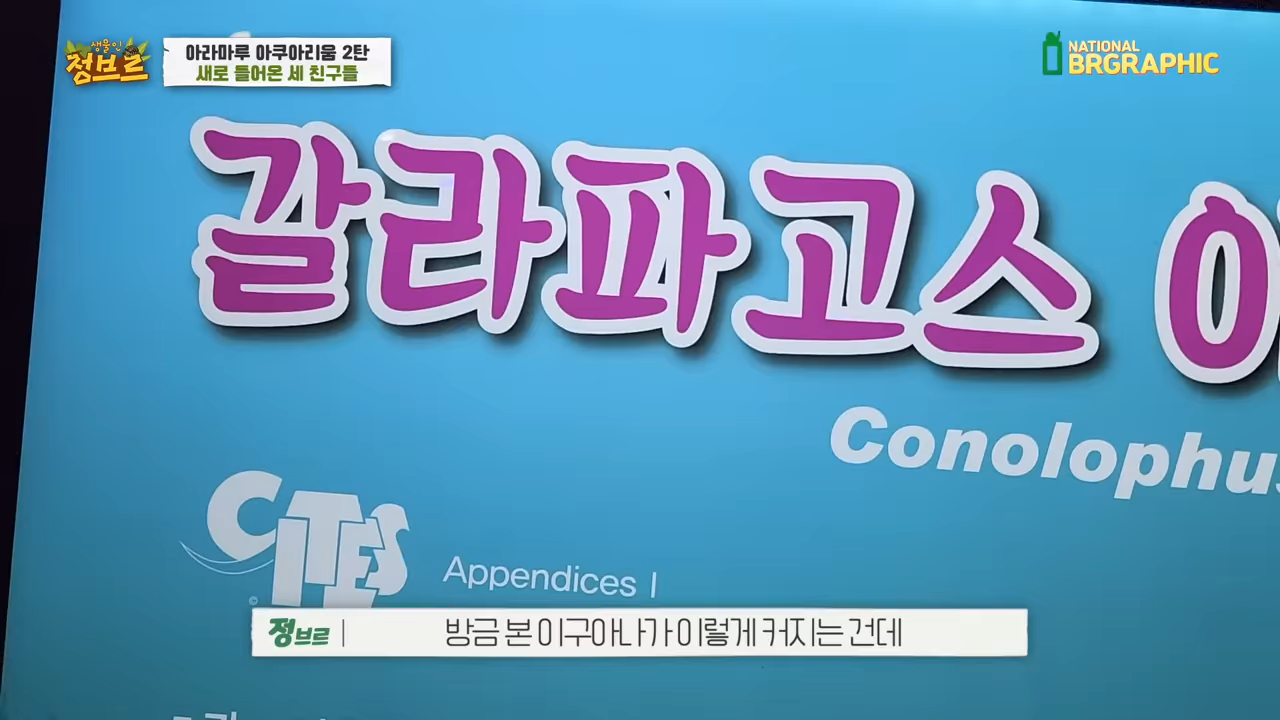 생물인
정브르
아라마루 아쿠아리움 2탄
새로 들어온 세 친구들
NATIONAL
BRGRAPHIC
갈라파고스
Conolophus
CITES
Appendices I
정브르 | 방금 본 이구아나가 이렇게 커지는 건데